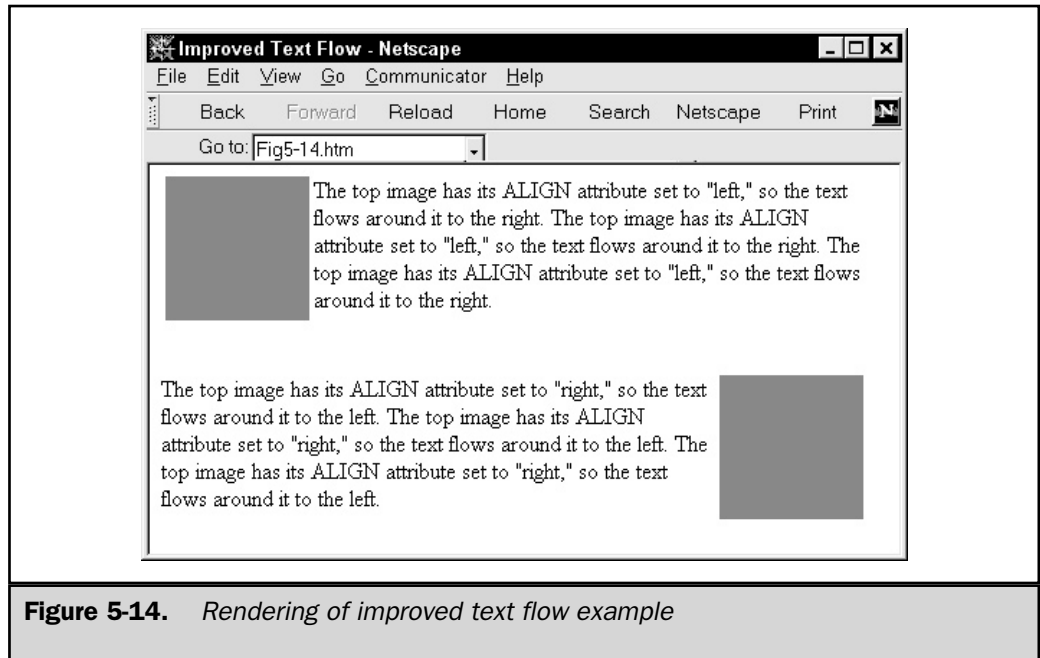 Improved Text Flow - Netscape
File Edit View Go Communicator Help
Back Forward Reload Home Search Netscape Print N
Go to: Fig5-14.htm
The top image has its ALIGN attribute set to "left," so the text
flows around it to the right. The top image has its ALIGN
attribute set to "left," so the text flows around it to the right. The
top image has its ALIGN attribute set to "left," so the text flows
around it to the right.
The top image has its ALIGN attribute set to "right," so the text
flows around it to the left. The top image has its ALIGN
attribute set to "right," so the text flows around it to the left. The
top image has its ALIGN attribute set to "right," so the text
flows around it to the left.
Figure 5-14. Rendering of improved text flow example